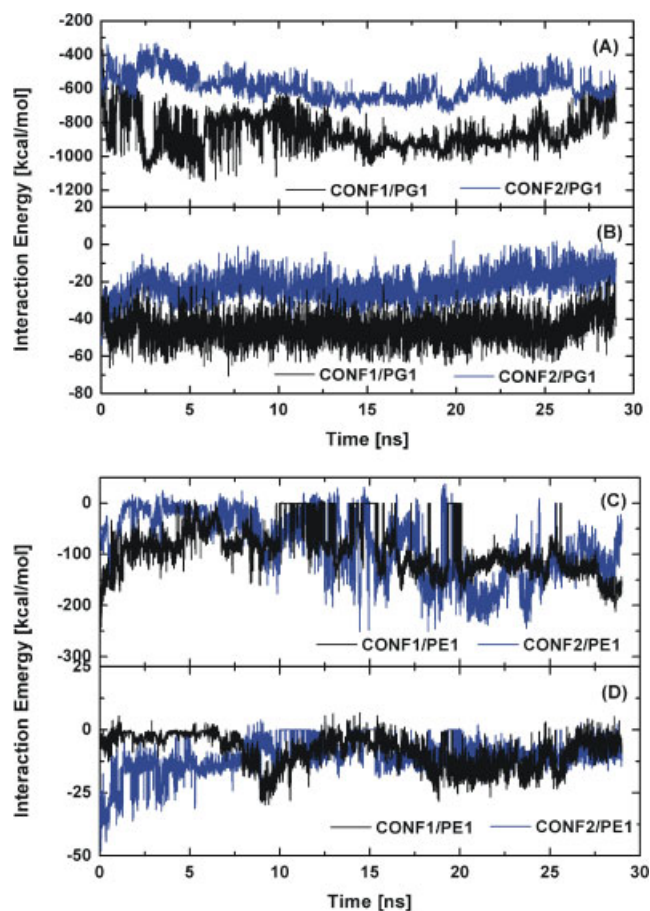 Interaction Energy [kcal/mol]
-200
-400
-600
-800
-1000
-1200
(A)
CONF1/PG1 CONF2/PG1
20
0
-20
-40
-60
-80
(B)
CONF1/PG1 CONF2/PG1
0 5 10 15 20 25 30
Time [ns]
Interaction Emergy [kcal/mol]
0
-100
-200
-300
(C)
CONF1/PE1 CONF2/PE1
25
0
-25
-50
(D)
CONF1/PE1 CONF2/PE1
0 5 10 15 20 25 30
Time [ns]